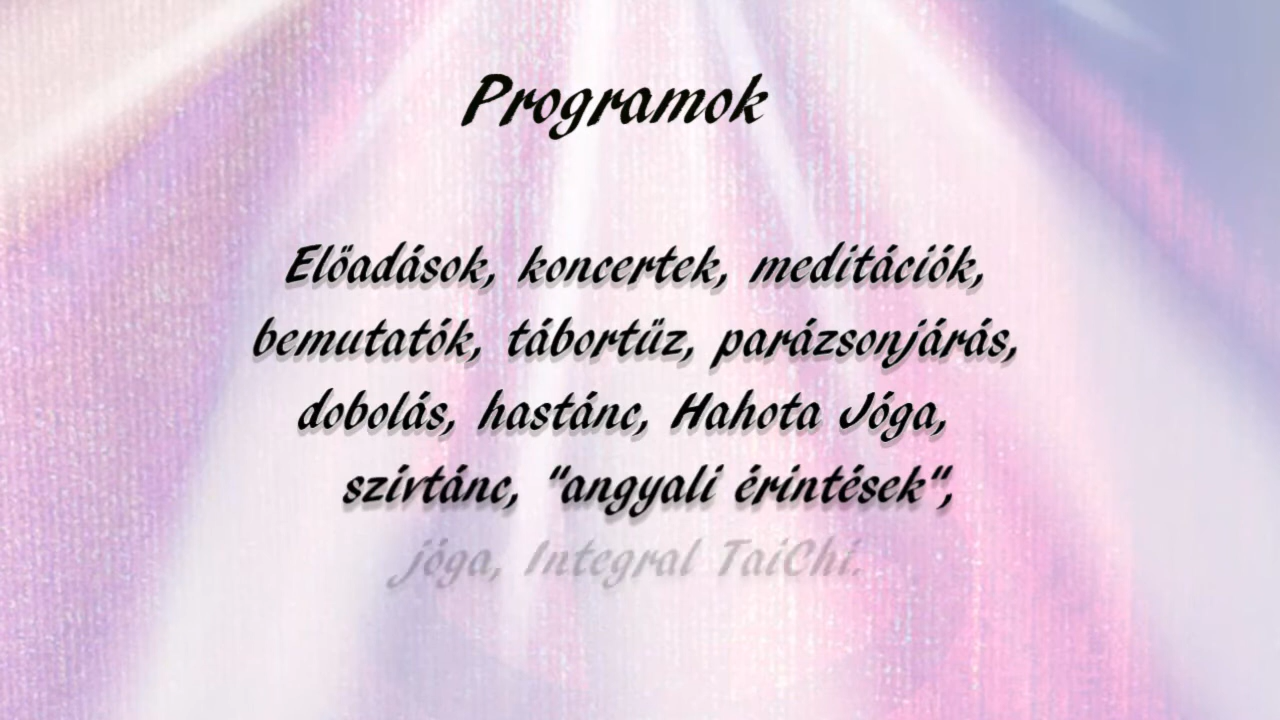 Programok
Előadások, koncertek, meditációk,
bemutatók, tábortűz, parázsonjárás,
dobolás, hastánc, Hahota Jóga,
szívtánc, "angyali érintések",
jóga, Integral TaiChi.